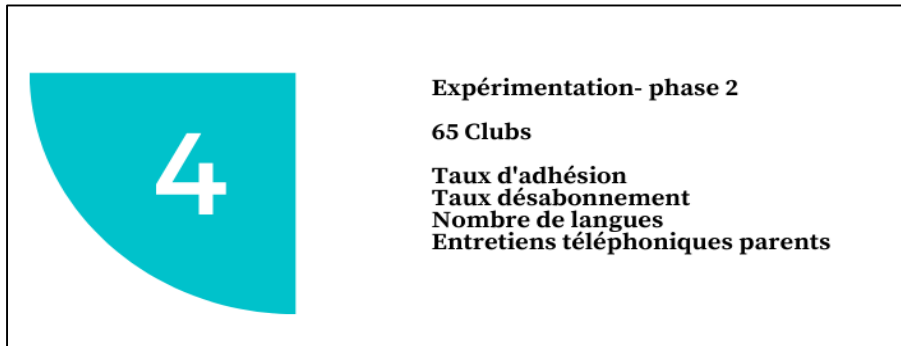 4
Expérimentation- phase 2
65 Clubs
Taux d'adhésion
Taux désabonnement
Nombre de langues
Entretiens téléphoniques parents